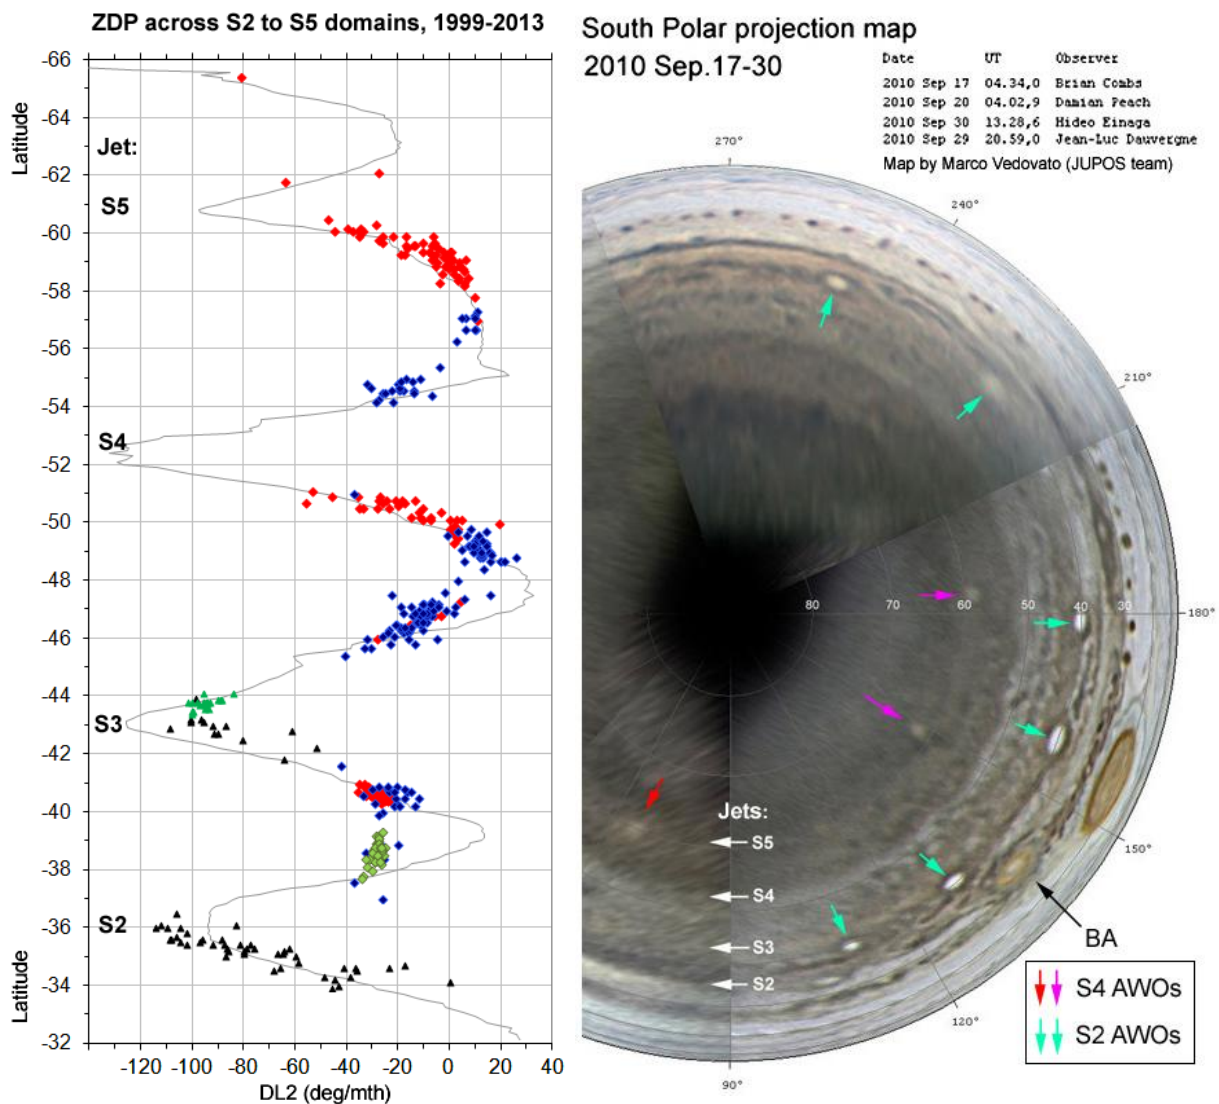 ZDP across S2 to S5 domains, 1999-2013
-66
-64
-62
-60
-58
-56
-54
-52
-50
-48
-46
-44
-42
-40
-38
-36
-34
-32
Latitude
Latitude
Jet:
S5
S4
S3
S2
-120 -100 -80 -60 -40 -20 0 20 40
DL2 (deg/mth)
South Polar projection map
2010 Sep.17-30
Date UT Observer
2010 Sep 17 04.34,0 Brian Combs
2010 Sep 20 04.02,9 Damian Peach
2010 Sep 30 13.28,6 Hideo Einaga
2010 Sep 29 20.59,0 Jean-Luc Dauvergne
Map by Marco Vedovato (JUPOS team)
270°
240°
210°
80 70 60 50 40 30 180°
150°
120°
90°
Jets:
S5
S4
S3
S2
BA
S4 AWOs
S2 AWOs